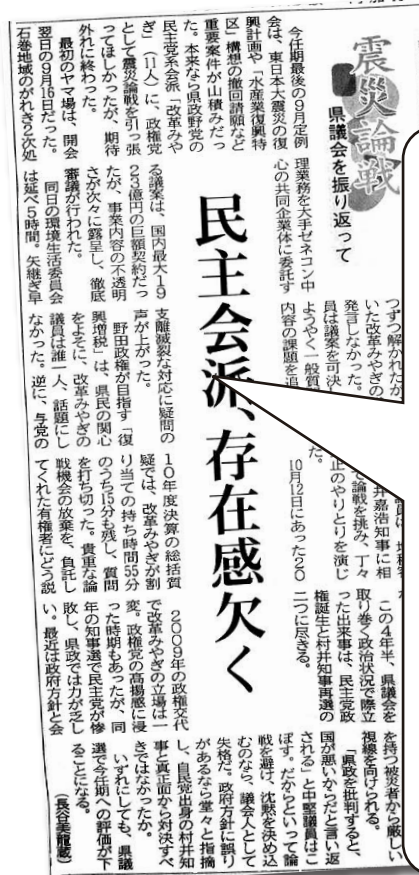 震災論戦
県議会を振り返って
民主会派、存在感欠く
今任期最後の9月定例
会は、東日本大震災の復
興計画や「水産業復興特
区」構想の撤回請願など
重要案件が山積みだっ
た。本来なら県政野党の
民主党系会派「改革みや
ぎ」(11人)に、政権党
として震災論戦を引っ張
ってほしかったが、期待
外れに終わった。
最初のヤマ場は、開会
翌日の9月16日だった。
石巻地域のがれき2次処
理業務を大手ゼネコン中
心の共同企業体に委託す
る議案は、国内最大19
23億円の巨額契約だっ
たが、事業内容の不透明
さが次々に露呈し、徹底
審議が行われた。
同日の環境生活委員会
は延べ5時間。矢継ぎ早
つずつ解かれたが、
いた改革みやぎの
発言しなかった。
員は議案を可決
ようやく一般質
内容の課題を追
支離滅裂な対応に疑問の
声が上がった。
野田政権が目指す「復
興増税」は、県民の関心
をよそに、改革みやぎの
議員は誰一人、話題にし
なかった。逆に、与党の
井嘉浩知事に相
で論戦を挑み、丁々
止のやりとりを演じ
た。
10月12日にあった20
10年度決算の総括質
疑では、改革みやぎが割
り当ての持ち時間55分
のうち15分も残し、質問
を打ち切った。貴重な論
戦機会の放棄を、負託し
てくれた有権者にどう説
この4年半、県議会を
取り巻く政治状況で際立
った出来事は、民主党政
権誕生と村井知事再選の
二つに尽きる。
2009年の政権交代
で改革みやぎの立場は一
変。政権党の高揚感に浸
った時期もあったが、同
年の知事選で民主党が惨
敗し、県政では力が乏し
い。最近は政府方針と会
を持つ被災者から厳しい
視線を向けられる。
「県政を批判すると、
国が悪いからだと言い返
される」と中堅議員はこ
ぼす。だからといって論
戦を避け、沈黙を決め込
むのなら、議会人として
失格だ。政府方針に誤り
があるなら堂々と指摘
し、自民党出身の村井知
事と真正面から対決すべ
きではなかったか。
いずれにしても、県議
選で今任期への評価が下
ることになる。
(長谷美龍蔵)